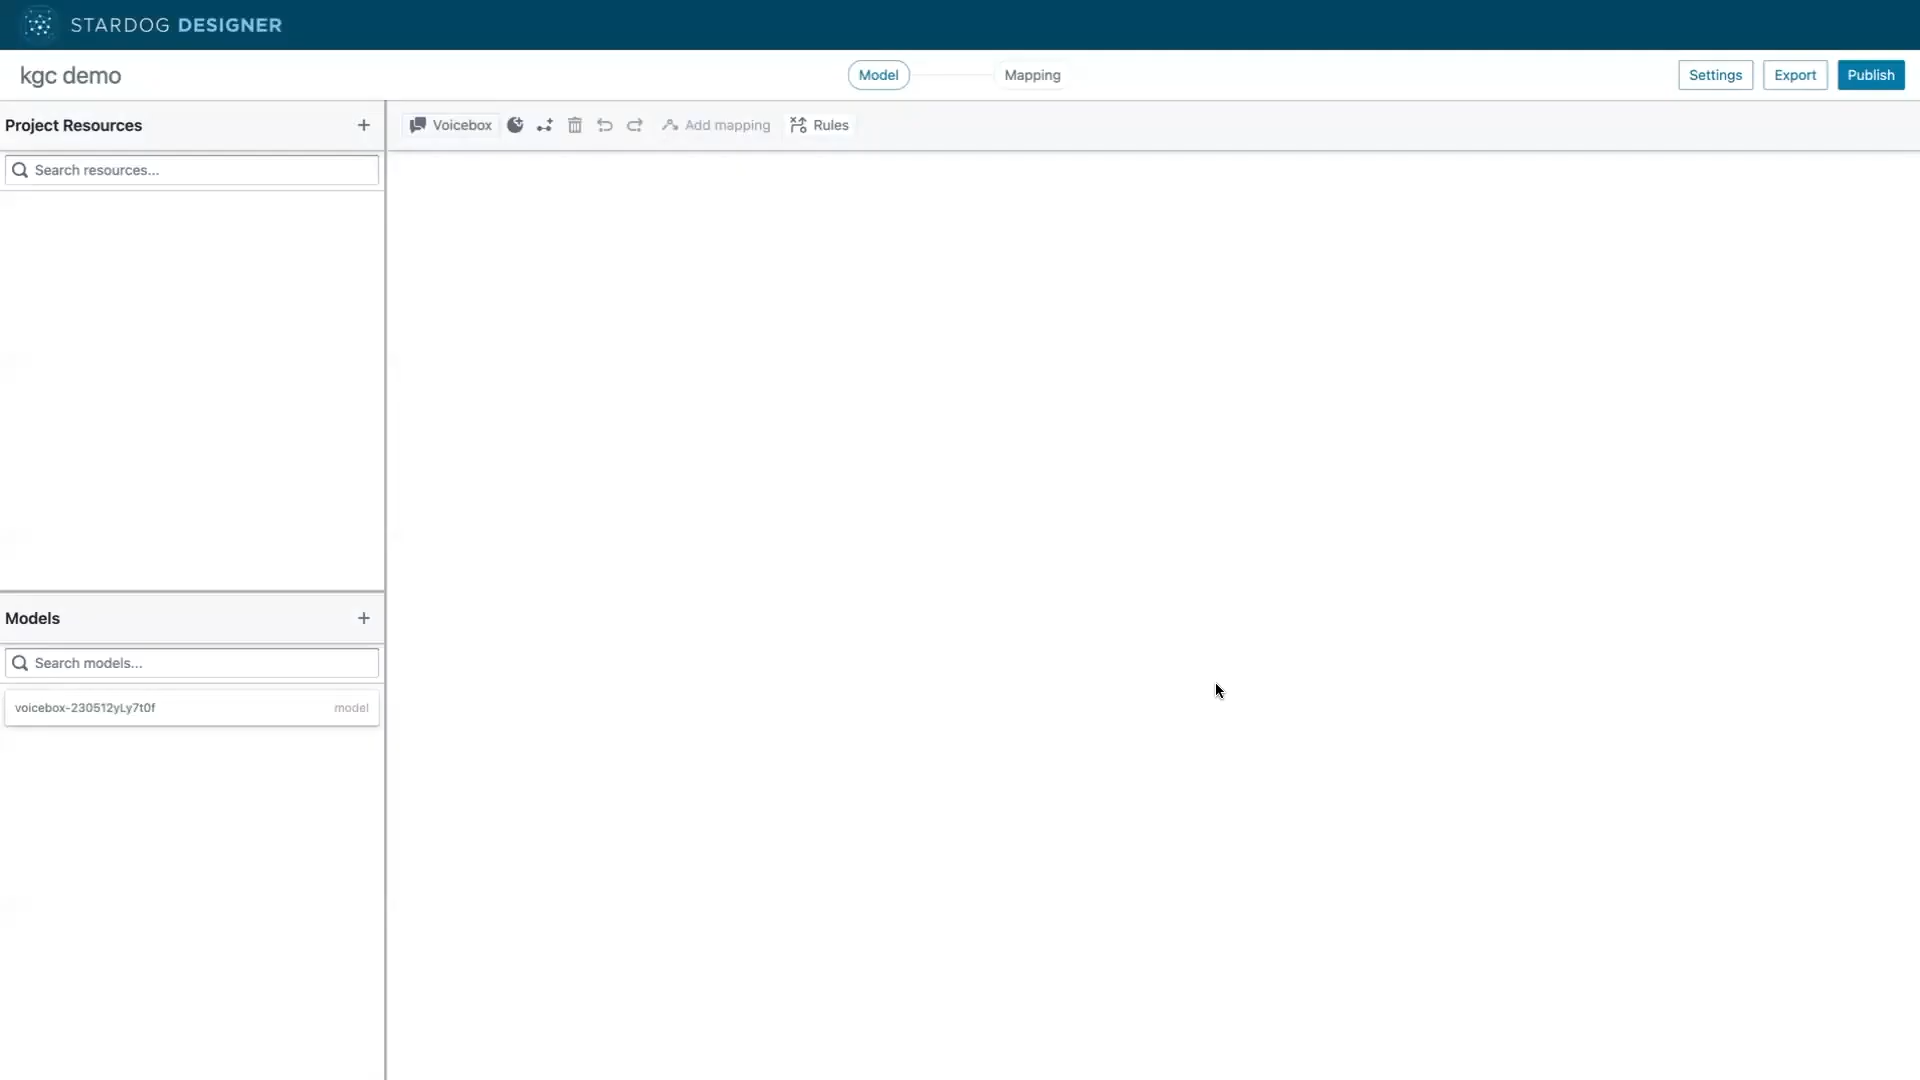 STARDOG DESIGNER
kgc demo
Model
Mapping
Settings
Export
Publish
Project Resources
Voicebox
Add mapping
Rules
Search resources...
Models
Search models...
voicebox-230512yLy7t0f
model